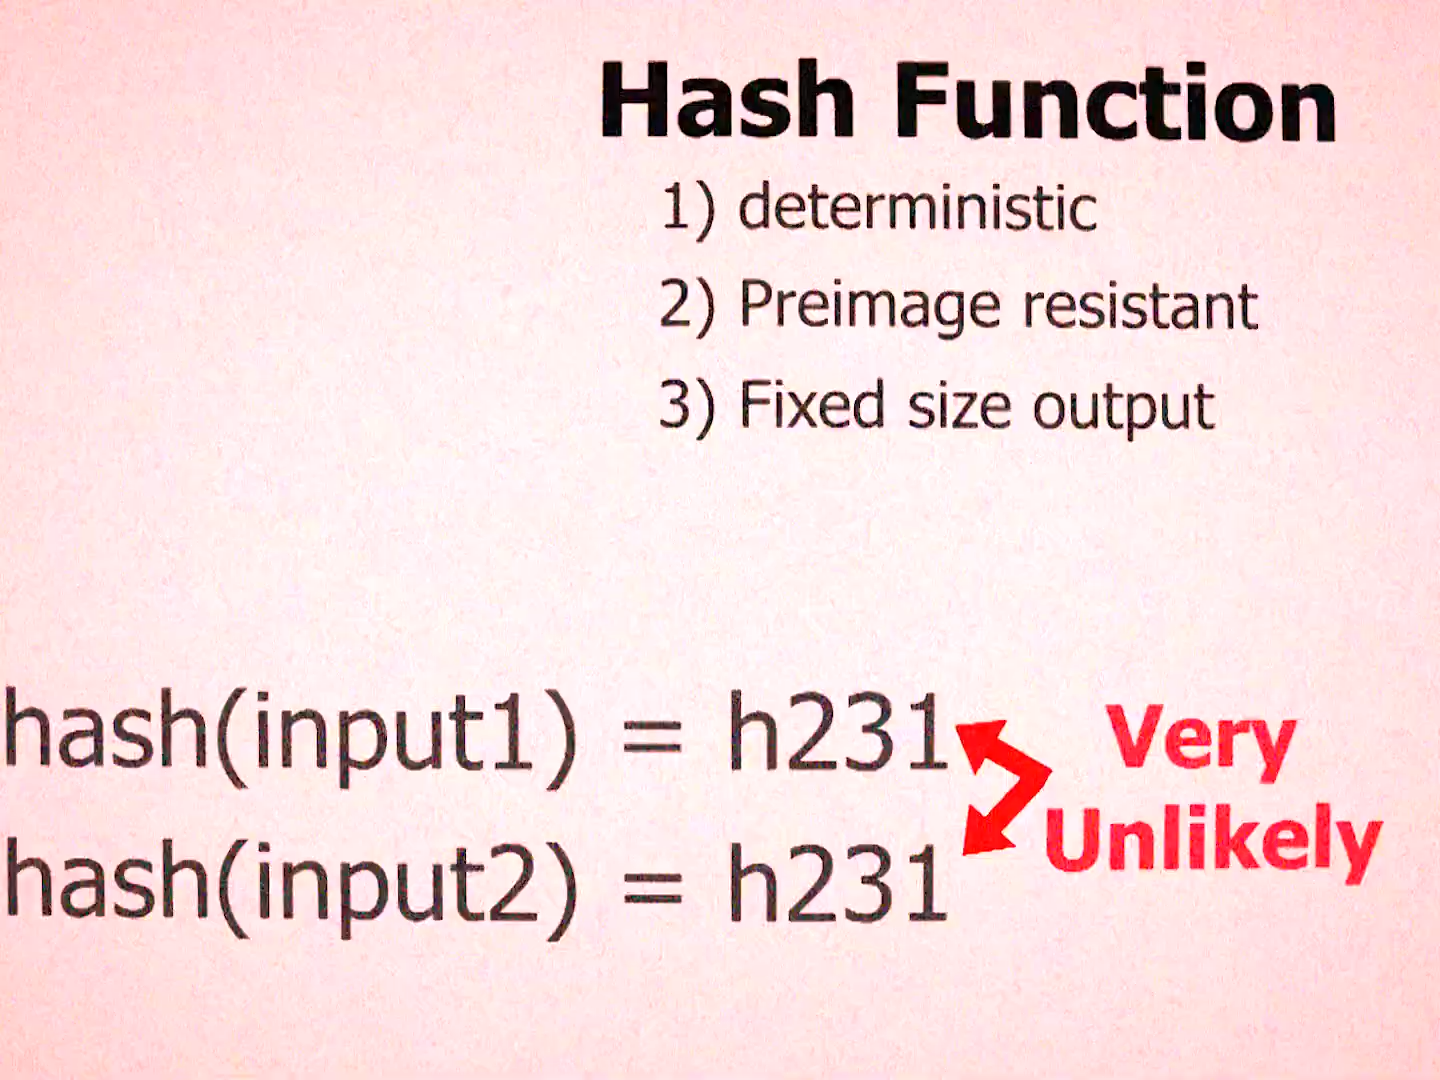 Hash Function
1) deterministic
2) Preimage resistant
3) Fixed size output
hash(input1) = h231
hash(input2) = h231
Very
Unlikely